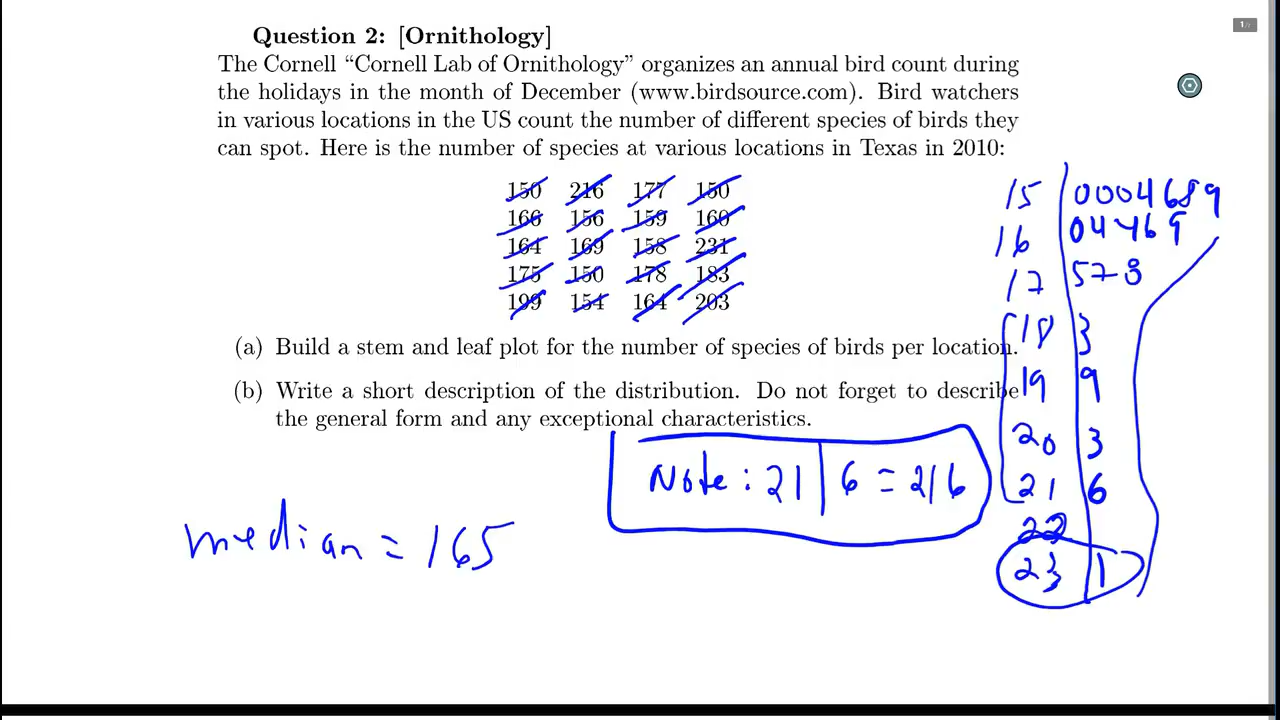 Question 2: [Ornithology]
The Cornell “Cornell Lab of Ornithology” organizes an annual bird count during
the holidays in the month of December (www.birdsource.com). Bird watchers
in various locations in the US count the number of different species of birds they
can spot. Here is the number of species at various locations in Texas in 2010:
150 216 177 150
166 156 159 160
164 169 158 231
175 150 178 183
199 154 164 203
(a) Build a stem and leaf plot for the number of species of birds per location.
(b) Write a short description of the distribution. Do not forget to describe
the general form and any exceptional characteristics.
15 | 0004689
16 | 04469
17 | 578
18 | 3
19 | 9
20 | 3
21 | 6
22
23 | 1
Note: 21 | 6 = 216
median = 165